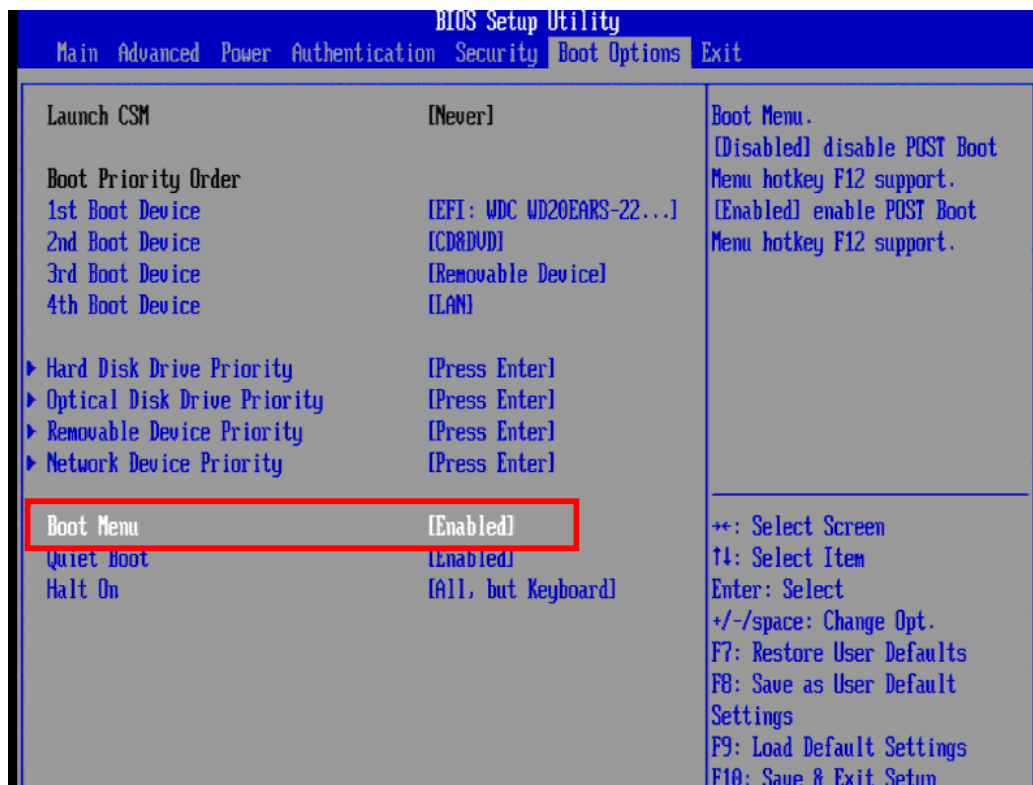 BIOS Setup Utility
Main Advanced Power Authentication Security Boot Options Exit
Launch CSM [Never]
Boot Priority Order
1st Boot Device [EFI: WDC WD20EARS-22...]
2nd Boot Device [CD&DVD]
3rd Boot Device [Removable Device]
4th Boot Device [LAN]
Hard Disk Drive Priority [Press Enter]
Optical Disk Drive Priority [Press Enter]
Removable Device Priority [Press Enter]
Network Device Priority [Press Enter]
Boot Menu [Enabled]
Quiet Boot [Enabled]
Halt On [All, but Keyboard]
Boot Menu.
[Disabled] disable POST Boot
Menu hotkey F12 support.
[Enabled] enable POST Boot
Menu hotkey F12 support.
→←: Select Screen
↑↓: Select Item
Enter: Select
+/-/space: Change Opt.
F7: Restore User Defaults
F8: Save as User Default
Settings
F9: Load Default Settings
F10: Save & Exit Setup